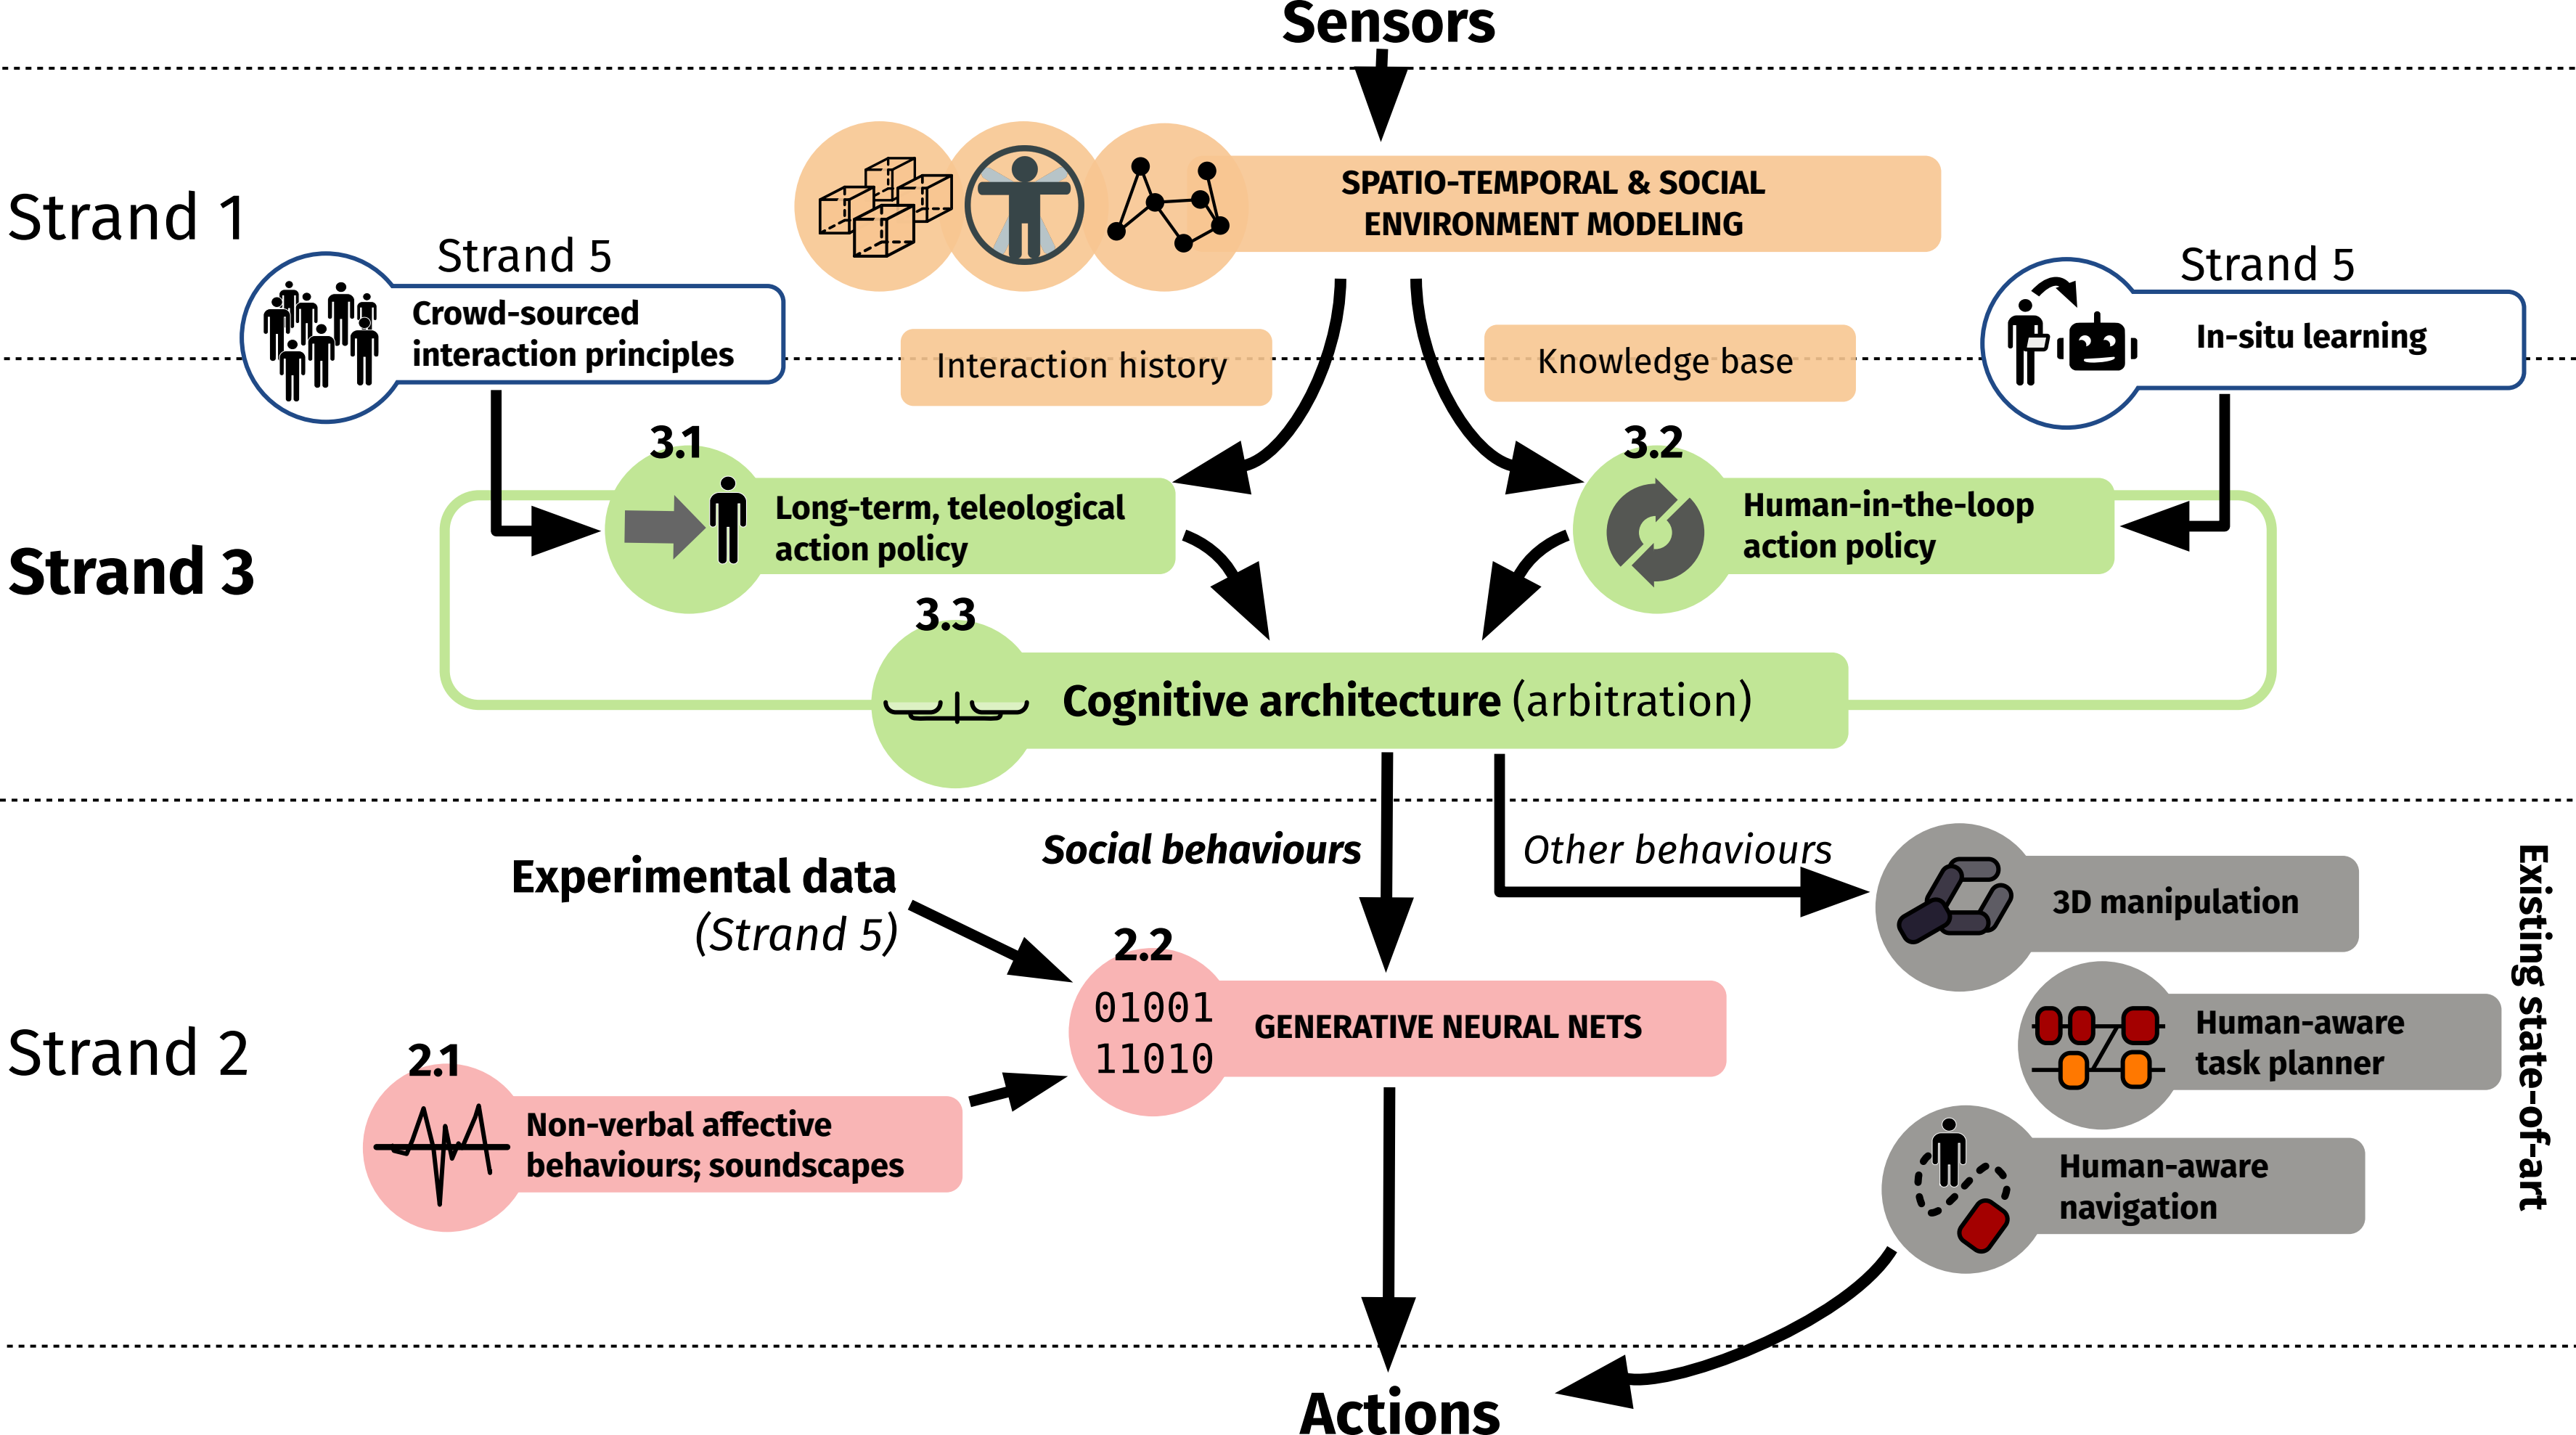 Sensors
Strand 1
SPATIO-TEMPORAL & SOCIAL
ENVIRONMENT MODELING
Strand 5
Crowd-sourced
interaction principles
Strand 5
In-situ learning
Interaction history
Knowledge base
Strand 3
3.1
Long-term, teleological
action policy
3.2
Human-in-the-loop
action policy
3.3
Cognitive architecture (arbitration)
Social behaviours
Other behaviours
Experimental data
(Strand 5)
Strand 2
2.2
01001
11010
GENERATIVE NEURAL NETS
2.1
Non-verbal affective
behaviours; soundscapes
3D manipulation
Human-aware
task planner
Human-aware
navigation
Existing state-of-art
Actions